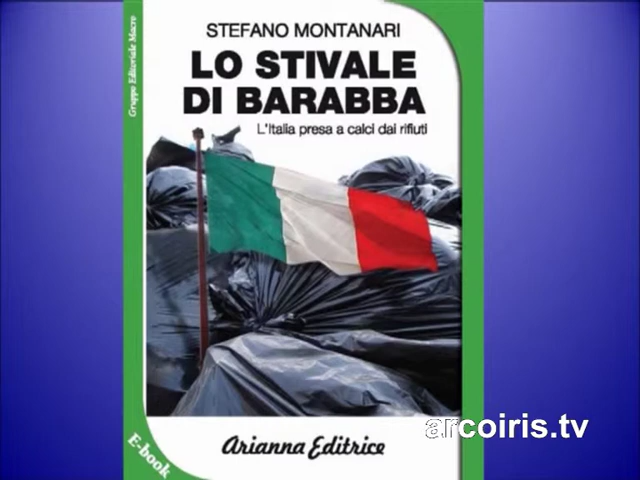 Gruppo Editoriale Macro
STEFANO MONTANARI
LO STIVALE
DI BARABBA
L'Italia presa a calci dai rifiuti
E-book
Arianna Editrice
arcoiris.tv